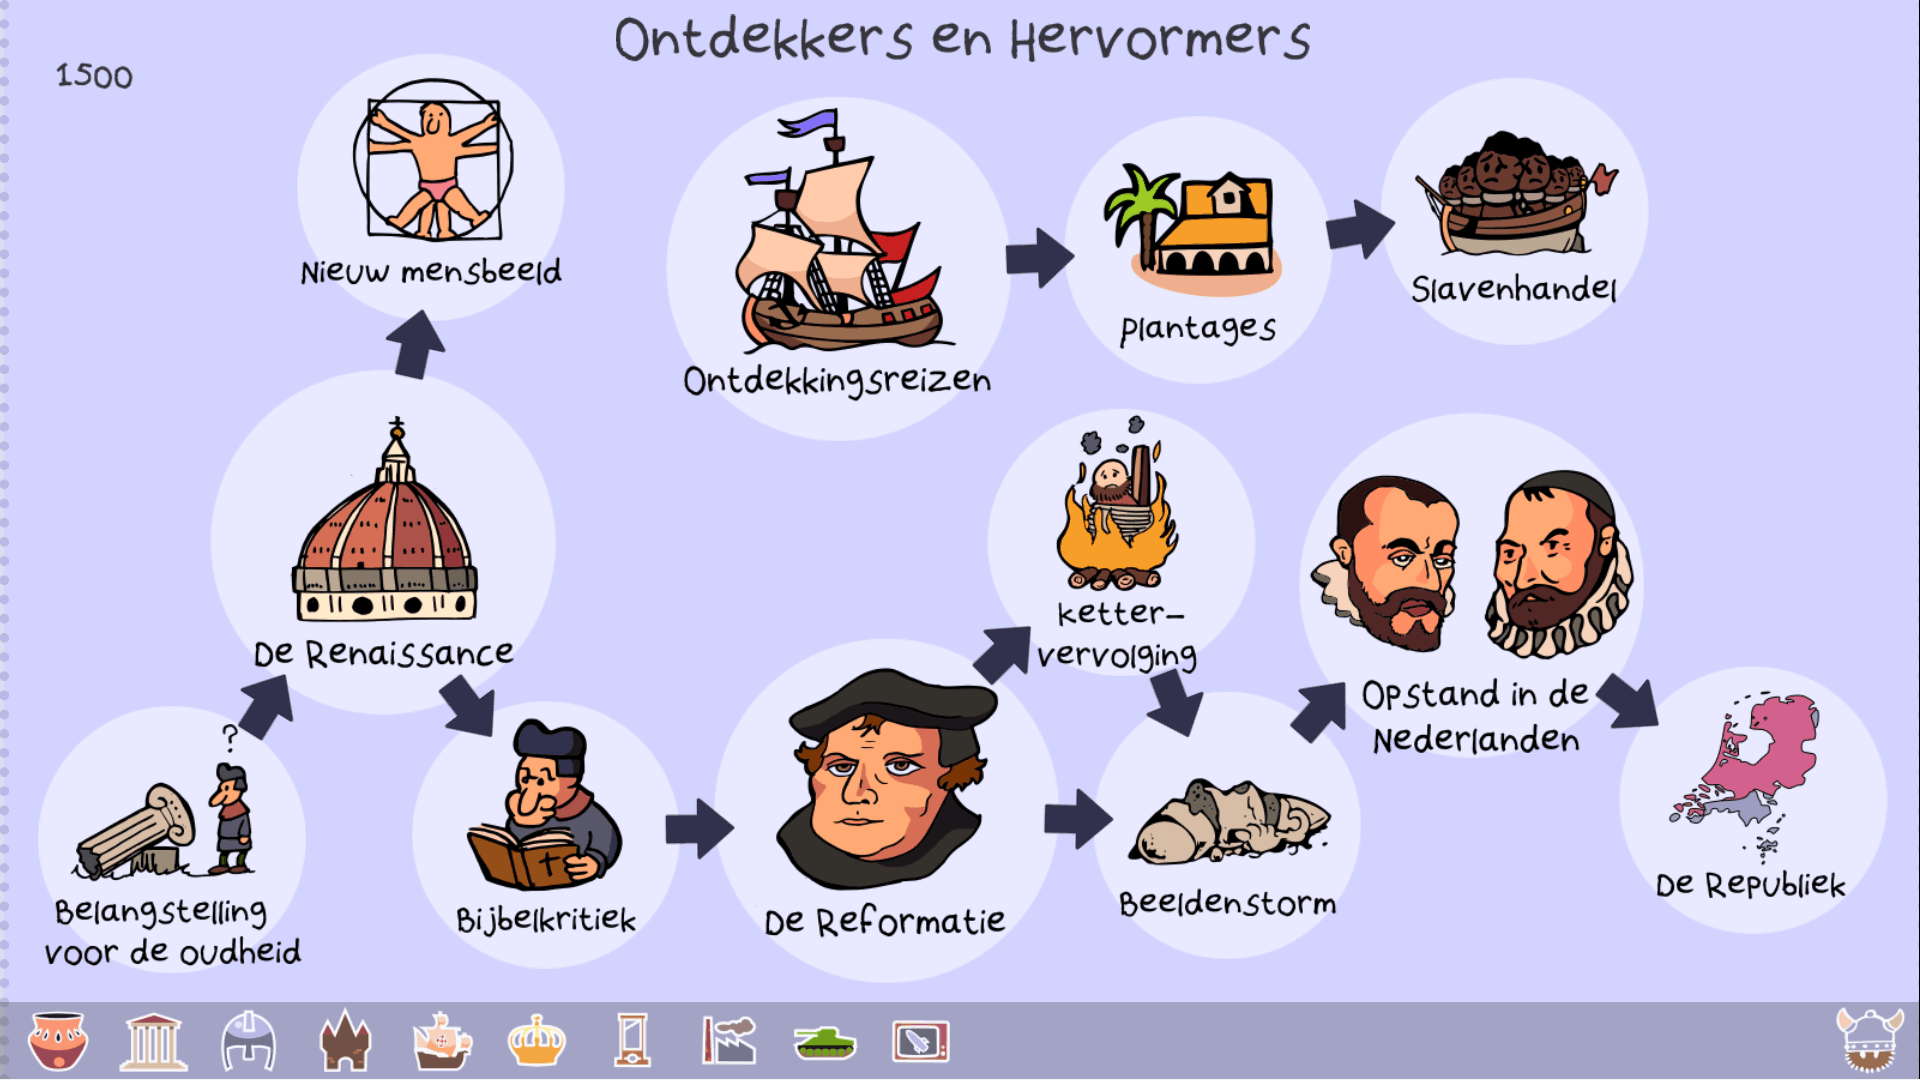 Ontdekkers en Hervormers
1500
Nieuw mensbeeld
Ontdekkingsreizen
Plantages
Slavenhandel
De Renaissance
ketter-
vervolging
Opstand in de
Nederlanden
?
Belangstelling
voor de oudheid
Bijbelkritiek
De Reformatie
Beeldenstorm
De Republiek